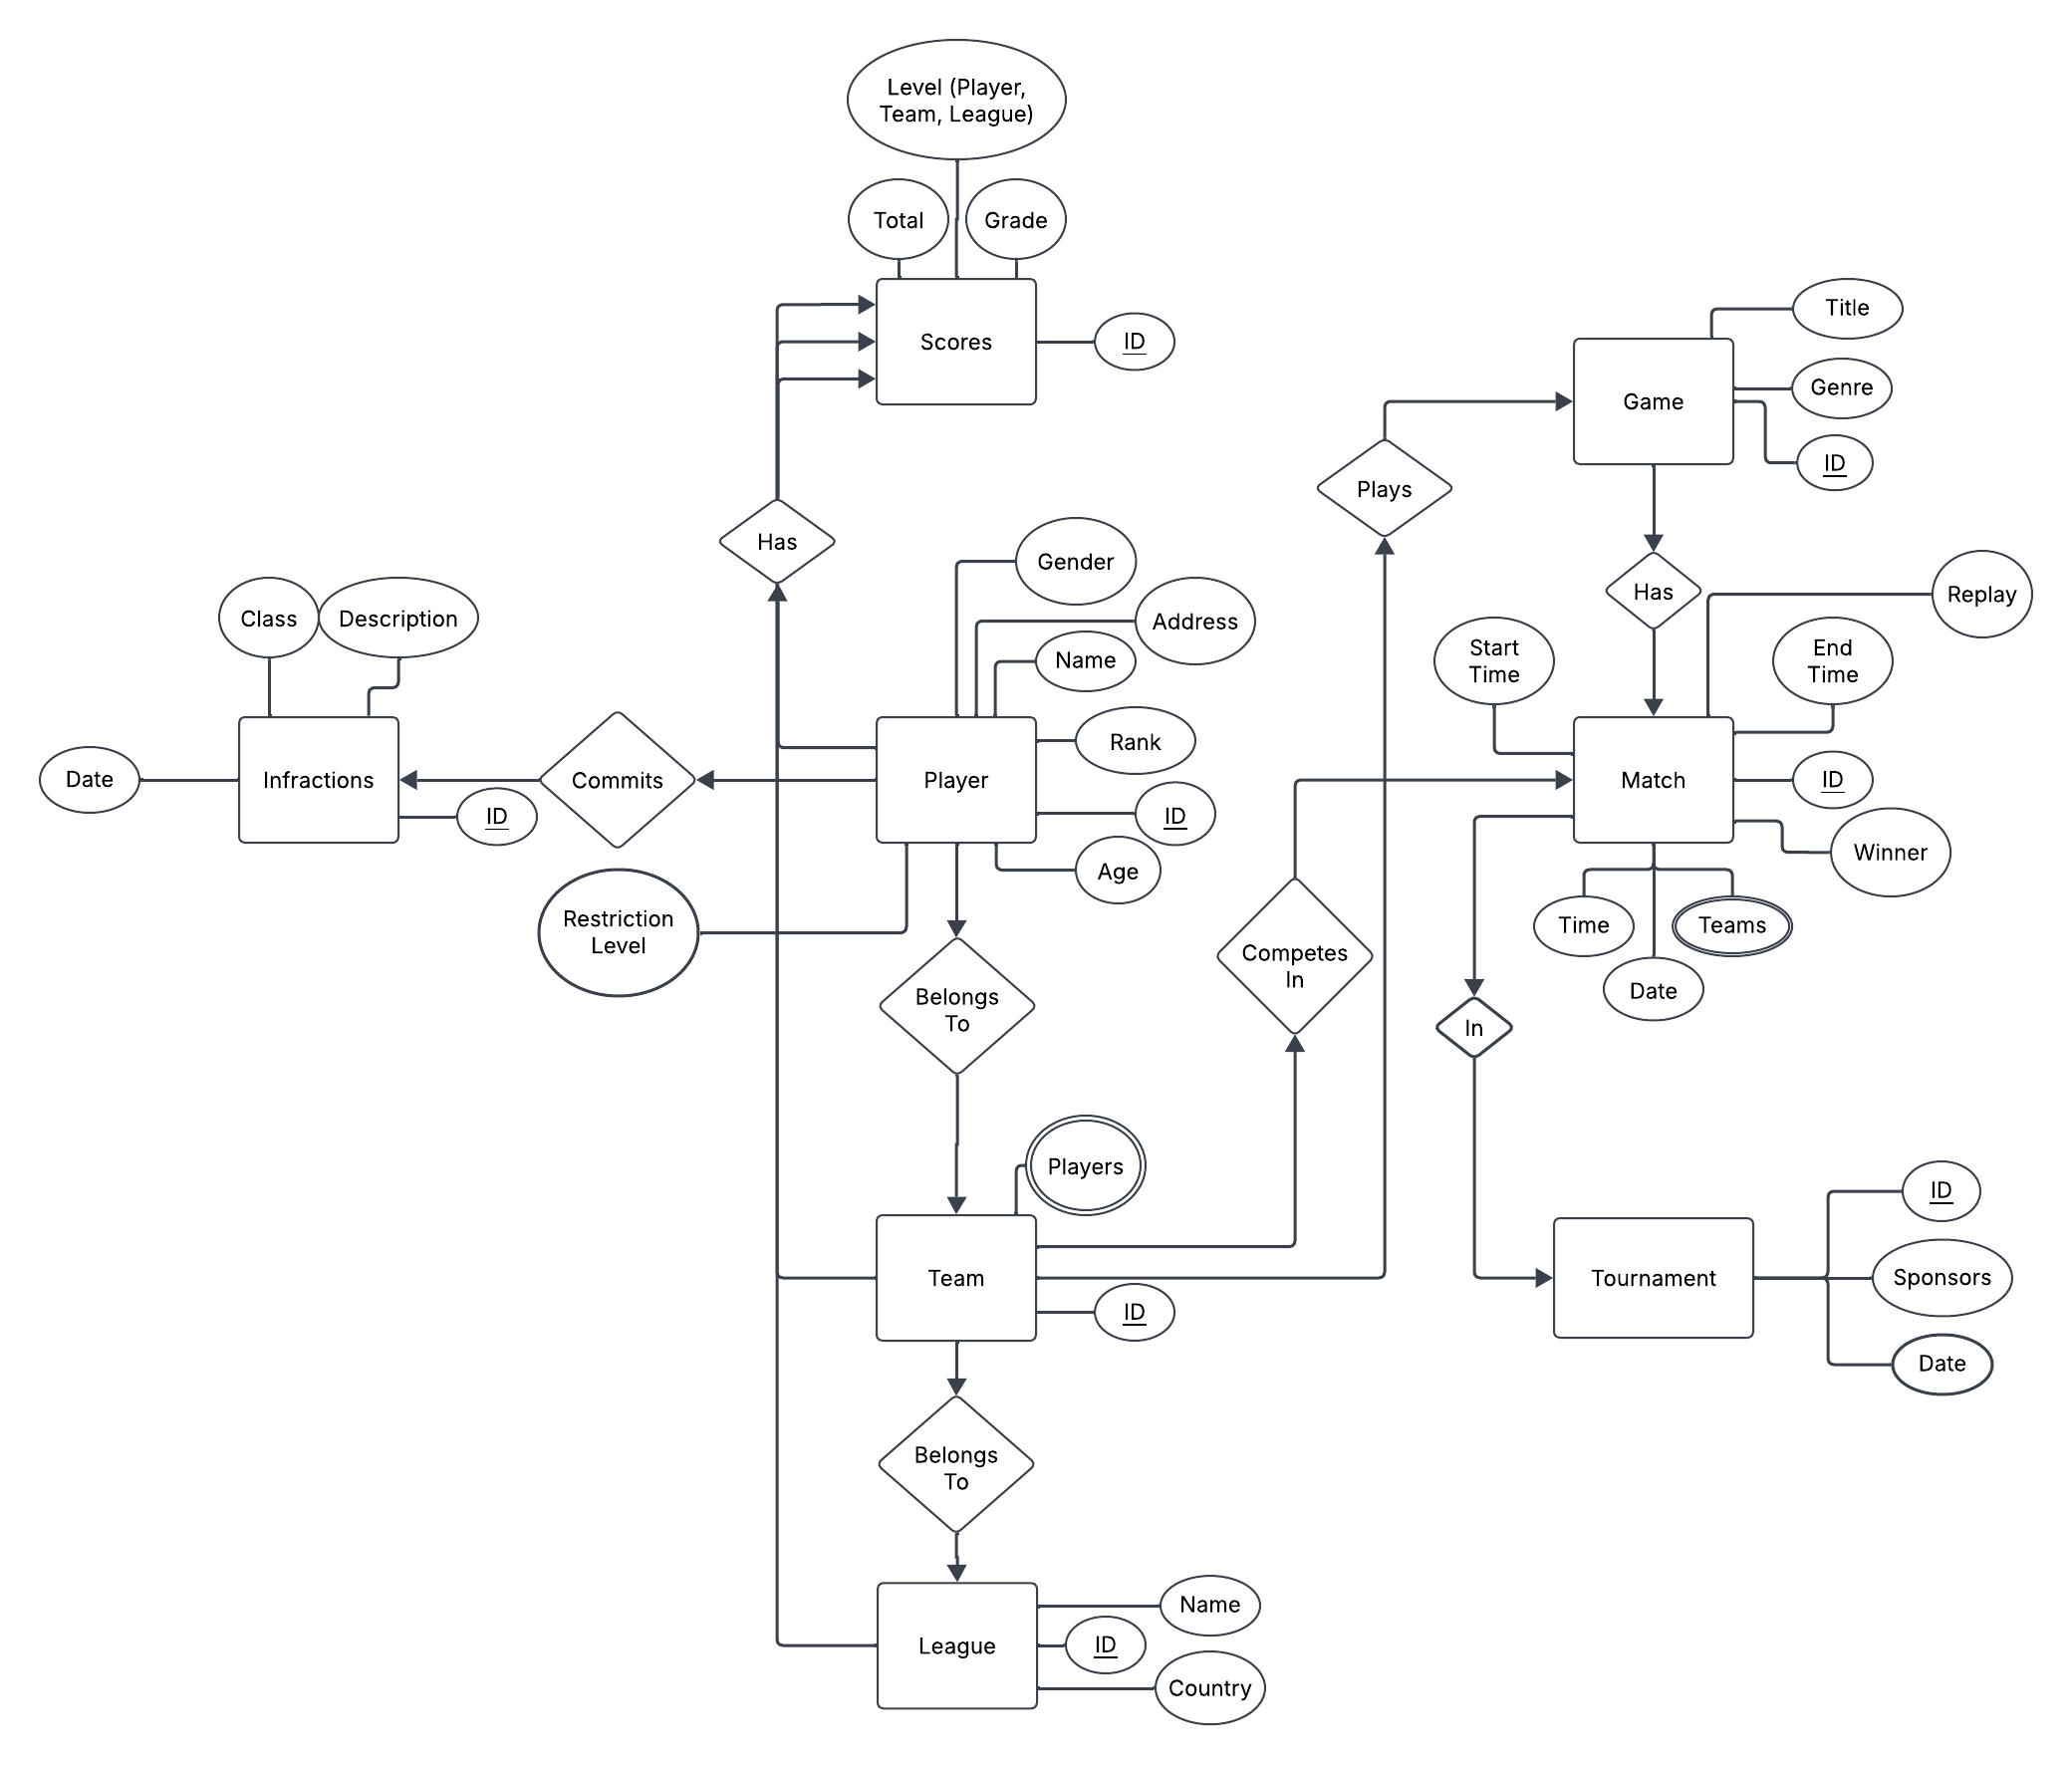 Level (Player,
Team, League)
Total
Grade
Scores
ID
Title
Game
Genre
ID
Plays
Has
Gender
Has
Replay
Class
Description
Address
Name
Start
Time
End
Time
Rank
Date
Infractions
Commits
Player
Match
ID
ID
ID
Age
Winner
Restriction
Level
Time
Teams
Competes
In
Date
Belongs
To
In
Players
ID
Team
Tournament
Sponsors
ID
Date
Belongs
To
Name
League
ID
Country